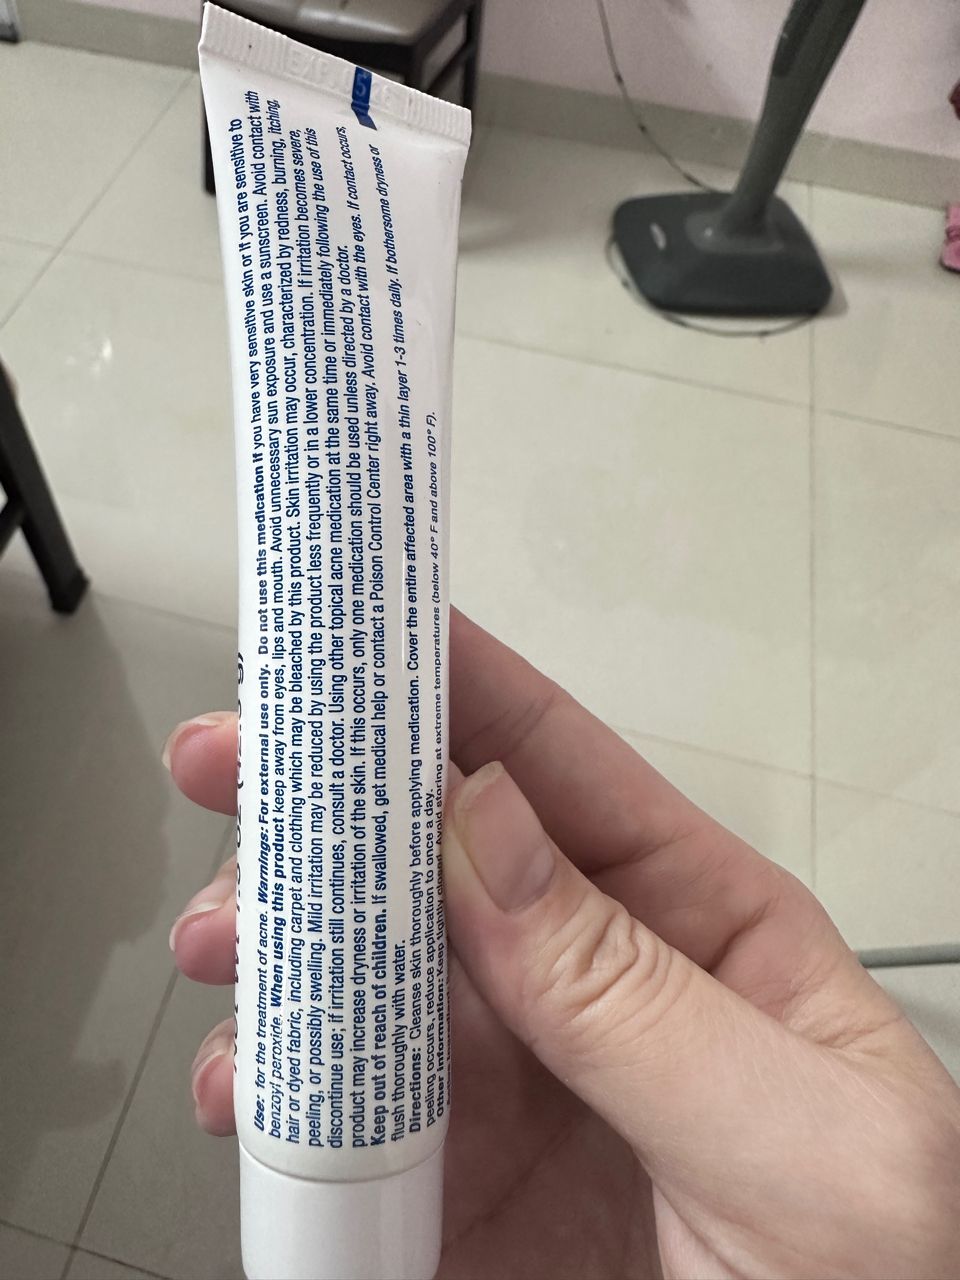 Use: for the treatment of acne. Warnings: For external use only. Do not use this medication if you have very sensitive skin or if you are sensitive to
benzoyl peroxide. When using this product keep away from eyes, lips and mouth. Avoid unnecessary sun exposure and use a sunscreen. Avoid contact with
hair or dyed fabric, including carpet and clothing which may be bleached by this product. Skin irritation may occur, characterized by redness, burning, itching,
peeling, or possibly swelling. Mild irritation may be reduced by using the product less frequently or in a lower concentration. If irritation becomes severe,
discontinue use; if irritation still continues, consult a doctor. Using other topical acne medication at the same time or immediately following the use of this
product may increase dryness or irritation of the skin. If this occurs, only one medication should be used unless directed by a doctor.
Keep out of reach of children. If swallowed, get medical help or contact a Poison Control Center right away. Avoid contact with the eyes. If contact occurs,
flush thoroughly with water.
Directions: Cleanse skin thoroughly before applying medication. Cover the entire affected area with a thin layer 1-3 times daily. If bothersome dryness or
peeling occurs, reduce application to once a day.
Other information: Keep tightly closed. Avoid storing at extreme temperatures (below 40° F and above 100° F).